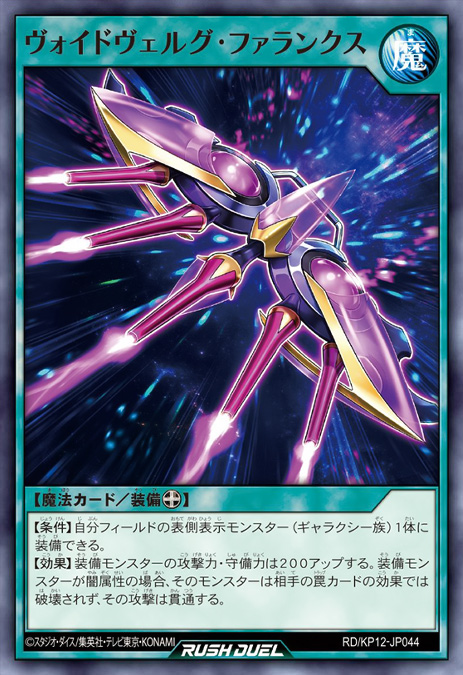 ヴォイドヴェルグ・ファランクス
魔
【魔法カード/装備】
【条件】自分フィールドの表側表示モンスター(ギャラクシー族)1体に
装備できる。
【効果】装備モンスターの攻撃力・守備力は200アップする。装備モン
スターが闇属性の場合、そのモンスターは相手の罠カードの効果では
破壊されず、その攻撃は貫通する。
©スタジオ・ダイス/集英社・テレビ東京・KONAMI
RUSH DUEL
RD/KP12-JP044